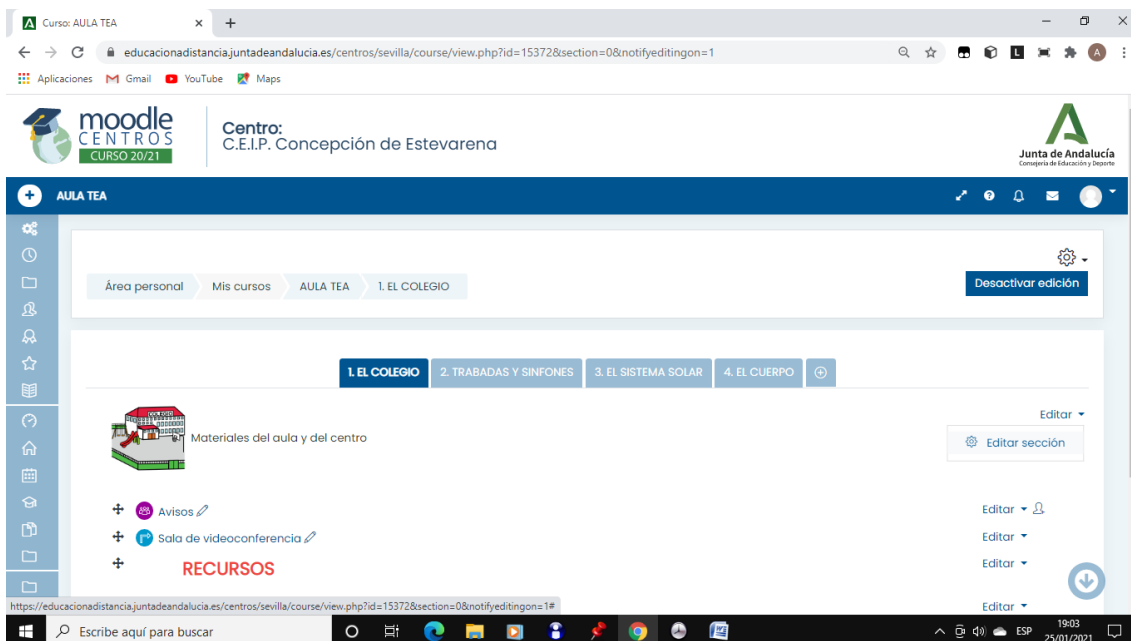 Curso: AULA TEA
educacionadistancia.juntadeandalucia.es/centros/sevilla/course/view.php?id=15372&section=0&notifyeditingon=1
L
A
Aplicaciones Gmail YouTube Maps
moodle
CENTROS
CURSO 20/21
Centro:
C.E.I.P. Concepción de Estevarena
Junta de Andalucía
Consejería de Educación y Deporte
AULA TEA
Área personal Mis cursos AULA TEA 1. EL COLEGIO
Desactivar edición
1. EL COLEGIO 2. TRABADAS Y SINFONES 3. EL SISTEMA SOLAR 4. EL CUERPO
COLEGIO
Materiales del aula y del centro
Editar
Editar sección
Avisos Editar
Sala de videoconferencia Editar
RECURSOS Editar
Editar
https://educacionadistancia.juntadeandalucia.es/centros/sevilla/course/view.php?id=15372&section=0&notifyeditingon=1#
Escribe aquí para buscar
ESP
19:03
25/01/2021